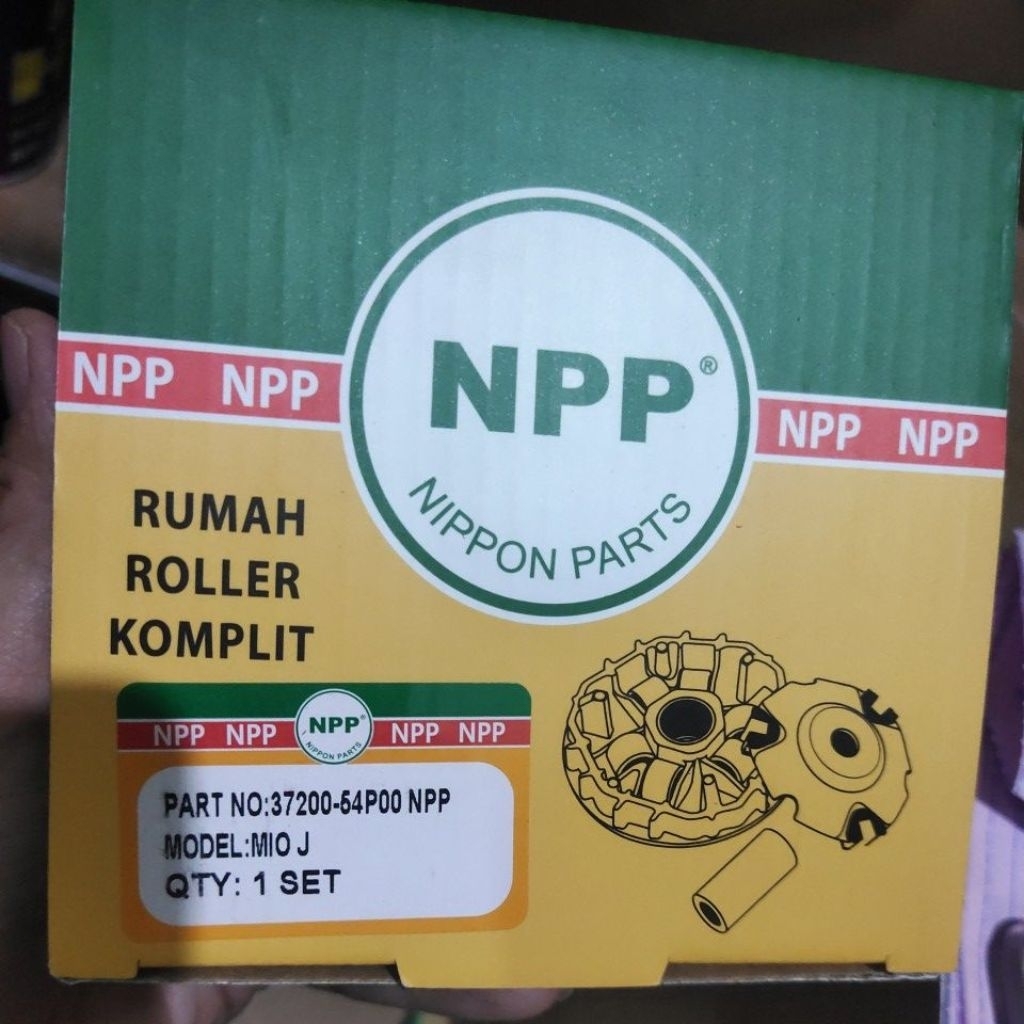 NPP®
NIPPON PARTS
NPP NPP
NPP NPP
RUMAH
ROLLER
KOMPLIT
NPP NPP
NPP®
NIPPON PARTS
NPP NPP
PART NO:37200-54P00 NPP
MODEL:MIO J
QTY: 1 SET